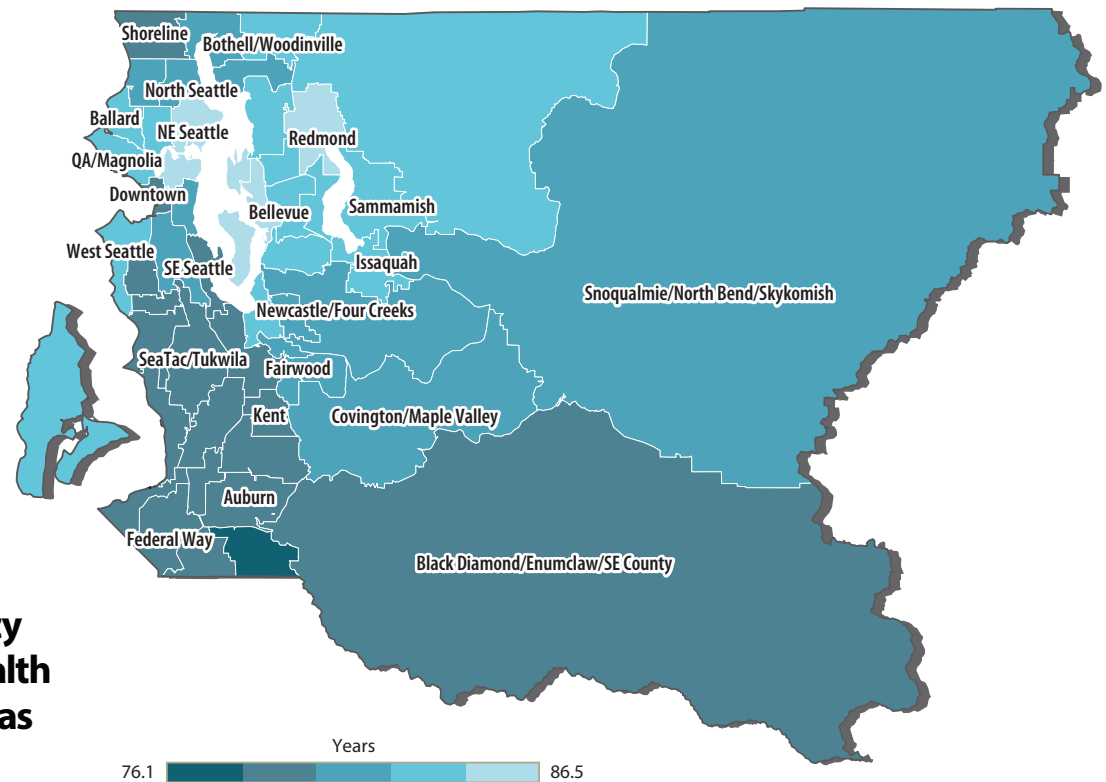 Shoreline
Bothell/Woodinville
North Seattle
Ballard
NE Seattle
Redmond
QA/Magnolia
Downtown
Bellevue
Sammamish
West Seattle
SE Seattle
Issaquah
Snoqualmie/North Bend/Skykomish
Newcastle/Four Creeks
SeaTac/Tukwila
Fairwood
Kent
Covington/Maple Valley
Auburn
Federal Way
Black Diamond/Enumclaw/SE County
Years
76.1
86.5